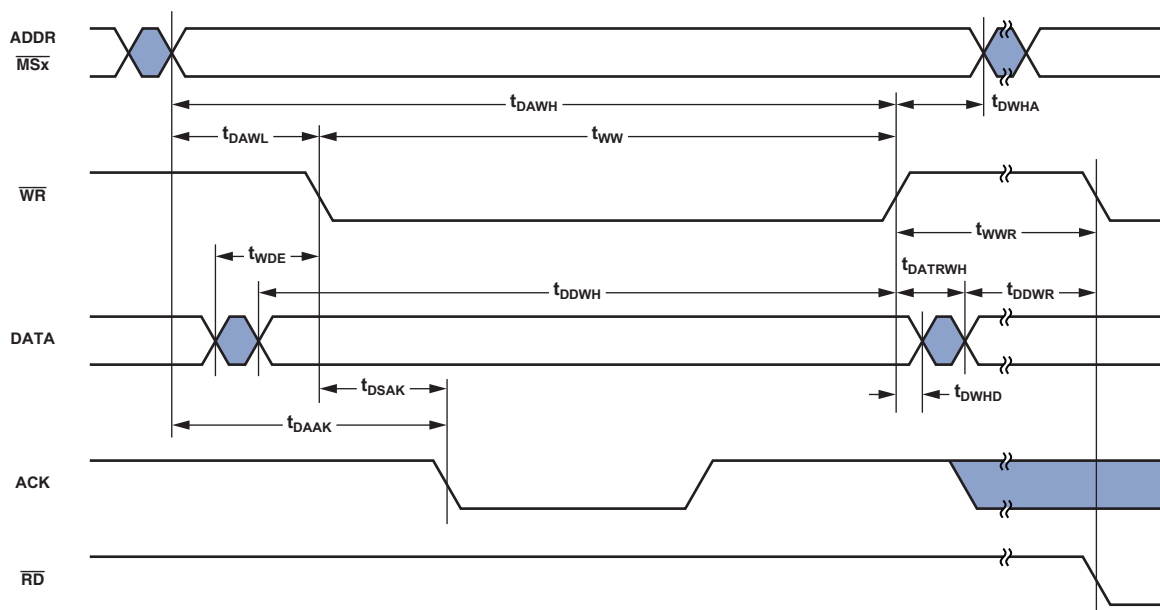 ADDR
MSx
tDAWH
tDWHA
tDAWL
tWW
WR
tWWR
tWDE
tDATRWH
tDDWH
tDDWR
DATA
tDSAK
tDWHD
tDAAK
ACK
RD